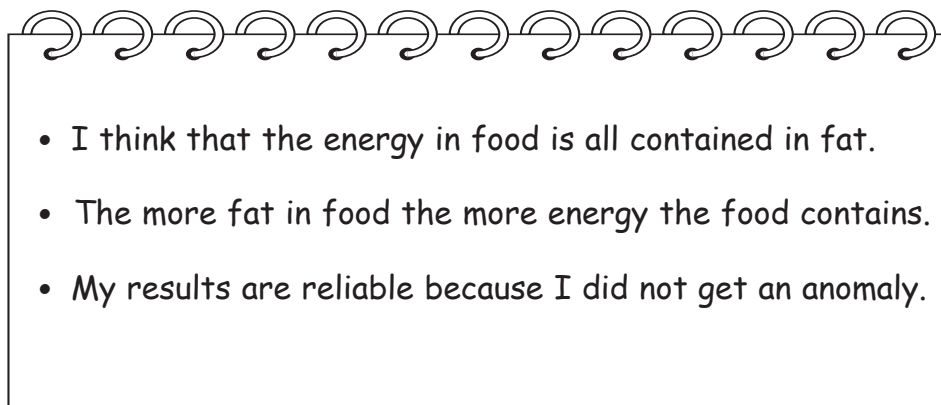 • I think that the energy in food is all contained in fat.
• The more fat in food the more energy the food contains.
• My results are reliable because I did not get an anomaly.